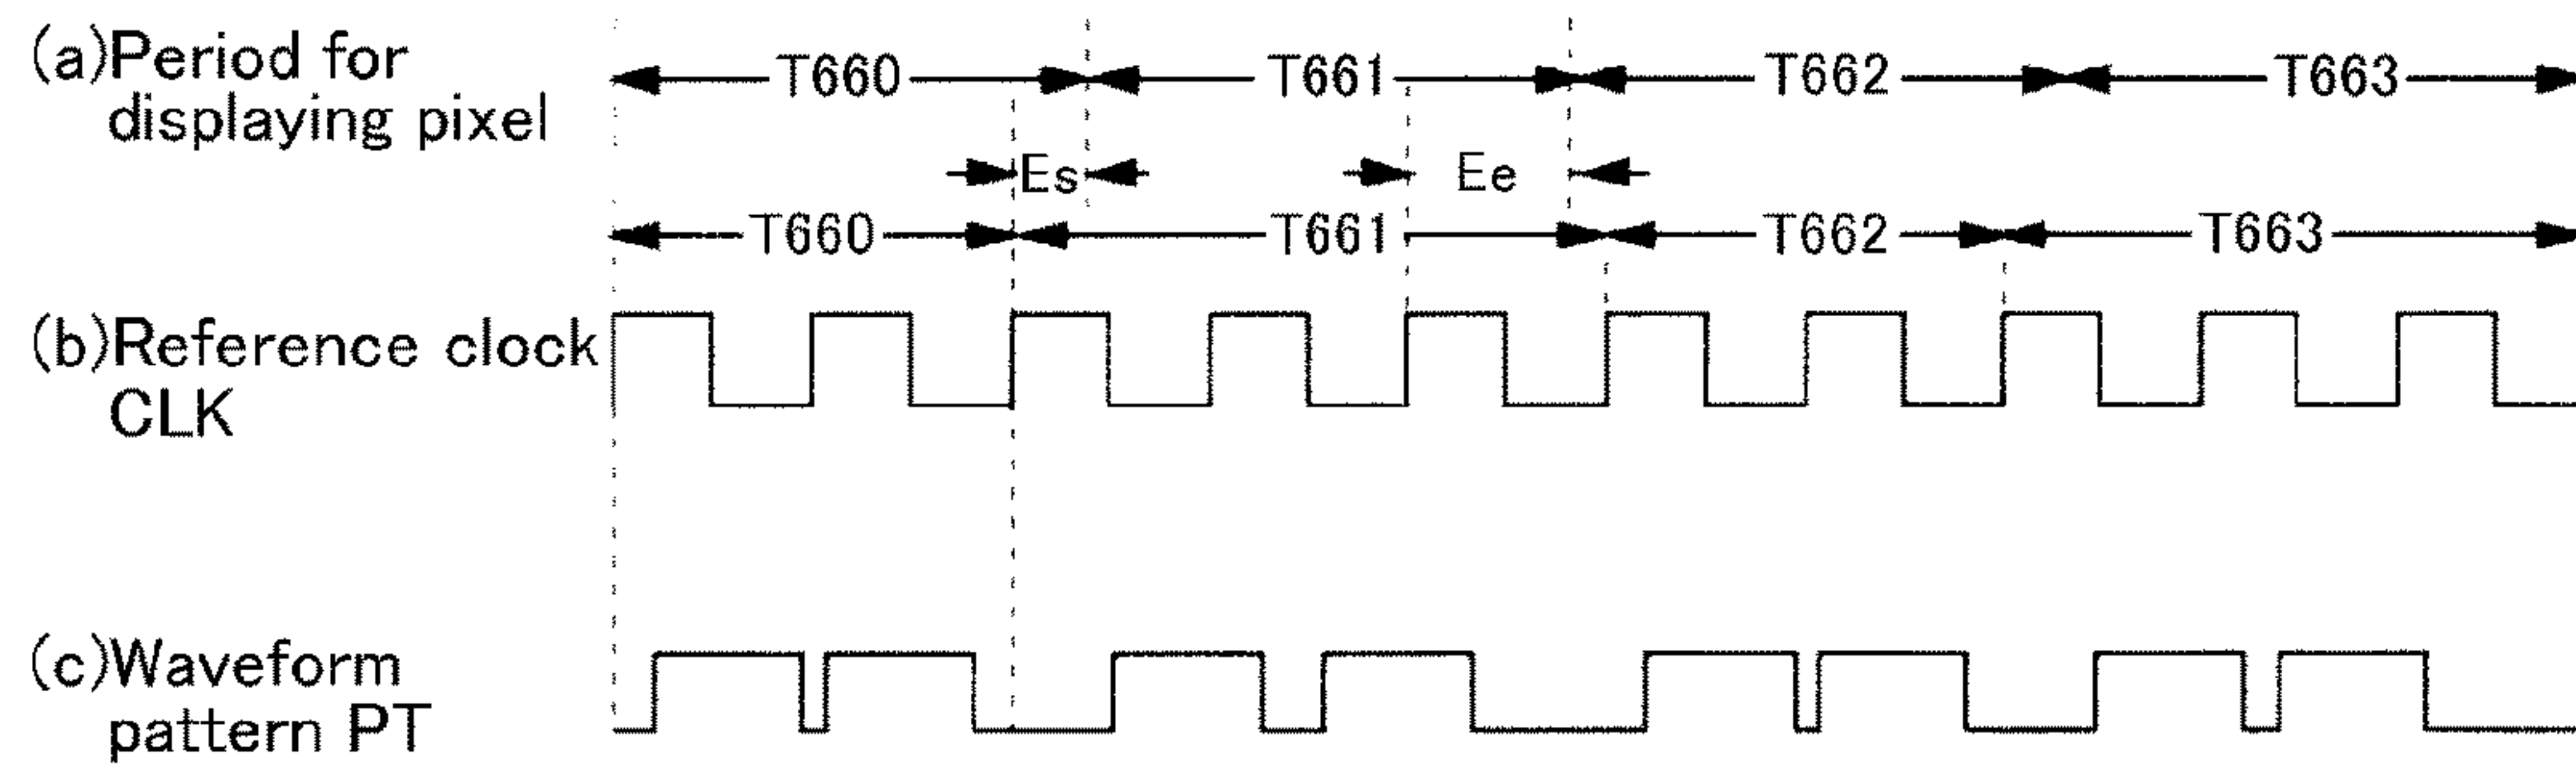 (a)Period for
displaying pixel
T660 T661 T662 T663
Es Ee
T660 T661 T662 T663
(b)Reference clock
CLK
(c)Waveform
pattern PT